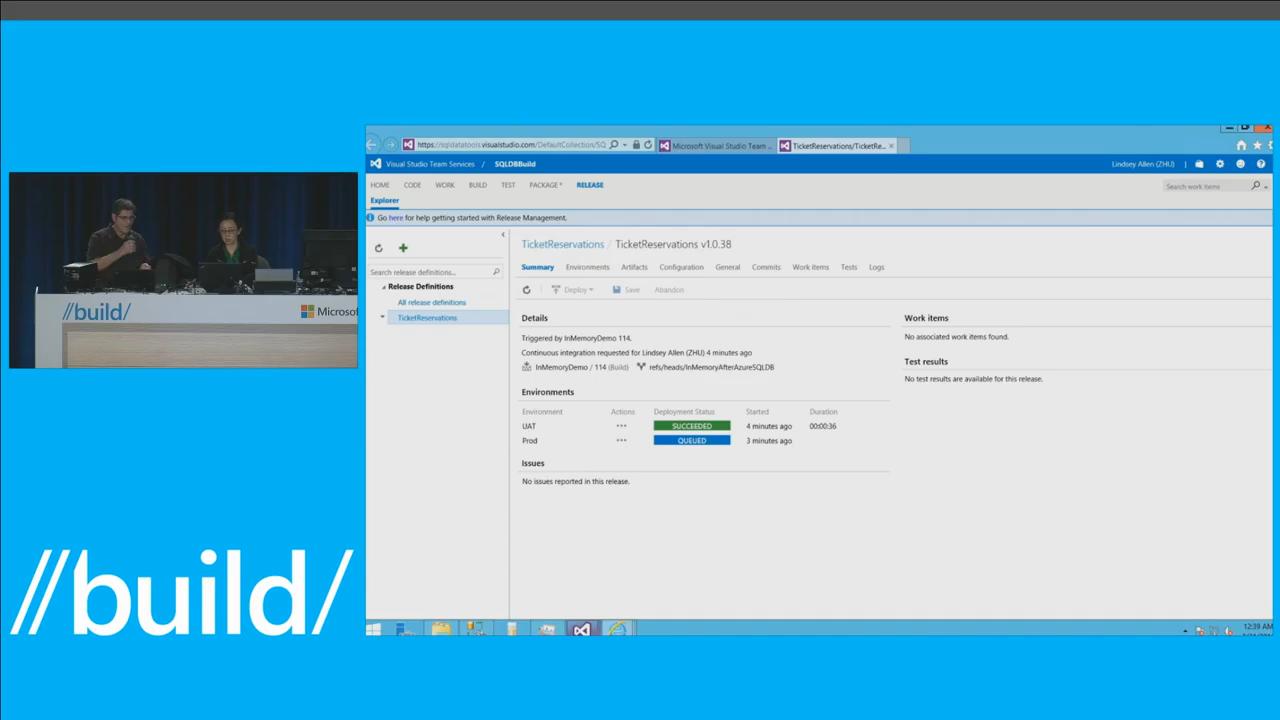 https://sqldatatools.visualstudio.com/DefaultCollection/SQ
Microsoft Visual Studio Team ...
TicketReservations/TicketRe...
Visual Studio Team Services / SQLDBBuild
Lindsey Allen (ZHU)
HOME CODE WORK BUILD TEST PACKAGE* RELEASE
Search work items
Explorer
Go here for help getting started with Release Management.
Search release definitions...
Release Definitions
All release definitions
TicketReservations
TicketReservations / TicketReservations v1.0.38
Summary Environments Artifacts Configuration General Commits Work items Tests Logs
Deploy Save Abandon
Details
Triggered by InMemoryDemo 114.
Continuous integration requested for Lindsey Allen (ZHU) 4 minutes ago
InMemoryDemo / 114 (Build) refs/heads/InMemoryAfterAzureSQLDB
Environments
Environment Actions Deployment Status Started Duration
UAT ... SUCCEEDED 4 minutes ago 00:00:36
Prod ... QUEUED 3 minutes ago
Issues
No issues reported in this release.
Work items
No associated work items found.
Test results
No test results are available for this release.
12:39 AM
//build/
Microsof
//build/